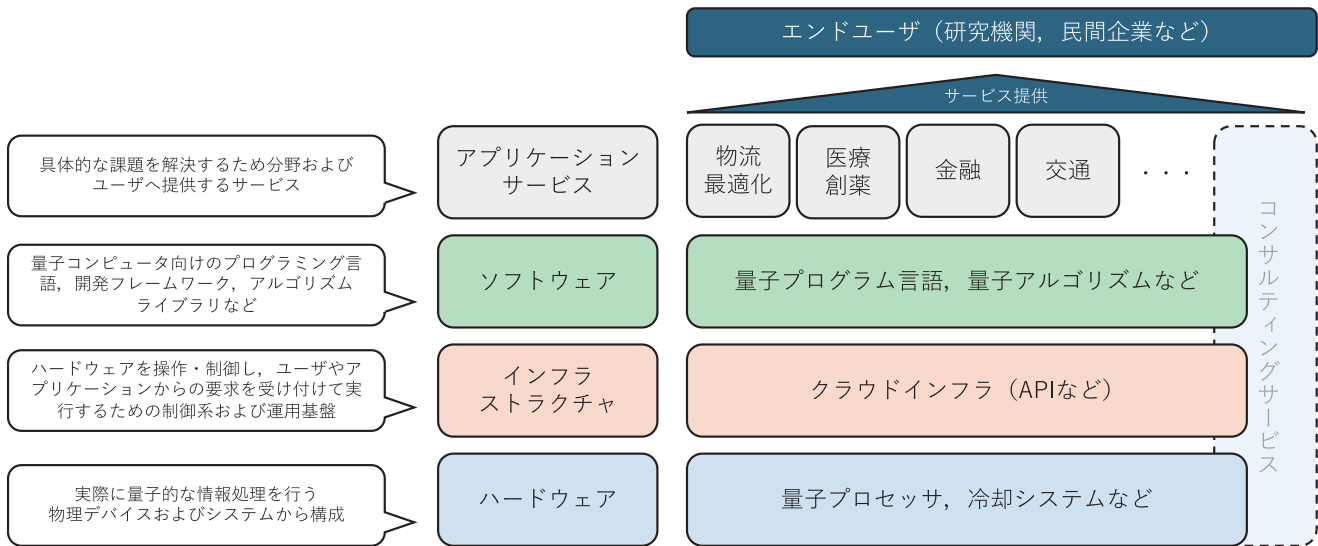 エンドユーザ（研究機関，民間企業など）
サービス提供
具体的な課題を解決するため分野および
ユーザへ提供するサービス
アプリケーション
サービス
物流
最適化
医療
創薬
金融
交通
・・・
コンサルティングサービス
量子コンピュータ向けのプログラミング言
語，開発フレームワーク，アルゴリズム
ライブラリなど
ソフトウェア
量子プログラム言語，量子アルゴリズムなど
ハードウェアを操作・制御し，ユーザやア
プリケーションからの要求を受け付けて実
行するための制御系および運用基盤
インフラ
ストラクチャ
クラウドインフラ（APIなど）
実際に量子的な情報処理を行う
物理デバイスおよびシステムから構成
ハードウェア
量子プロセッサ，冷却システムなど